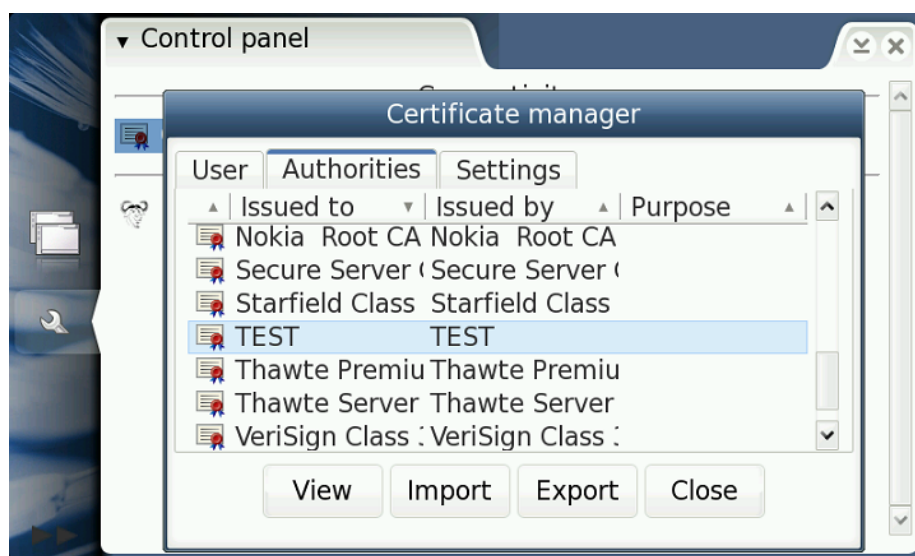 Control panel
Certificate manager
User Authorities Settings
Issued to Issued by Purpose
Nokia Root CA Nokia Root CA
Secure Server Secure Server
Starfield Class Starfield Class
TEST TEST
Thawte Premiu Thawte Premiu
Thawte Server Thawte Server
VeriSign Class VeriSign Class
View Import Export Close